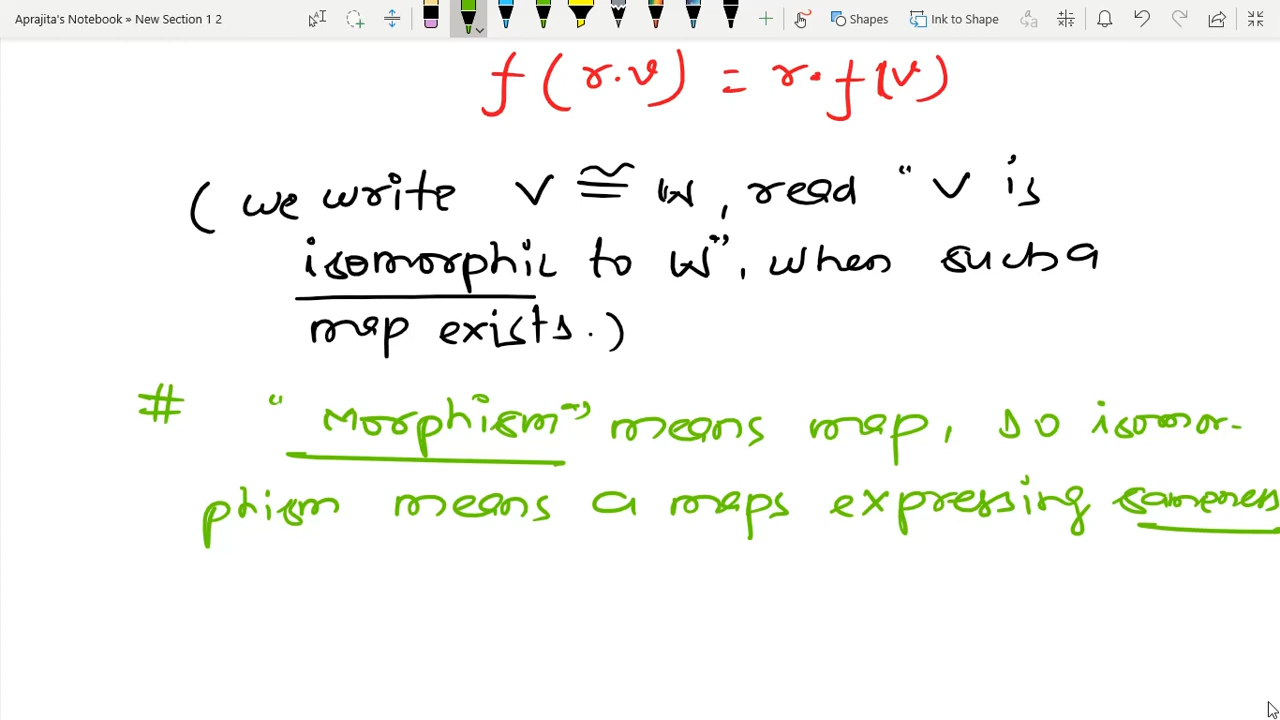 Aprajita's Notebook » New Section 1 2
Shapes
Ink to Shape
f(r.v) = r.f(v)
(we write V ≅ W, read "V is
isomorphic to W", when such a
map exists.)
# "Morphism" means map, so isomor-
phism means a maps expressing sameness